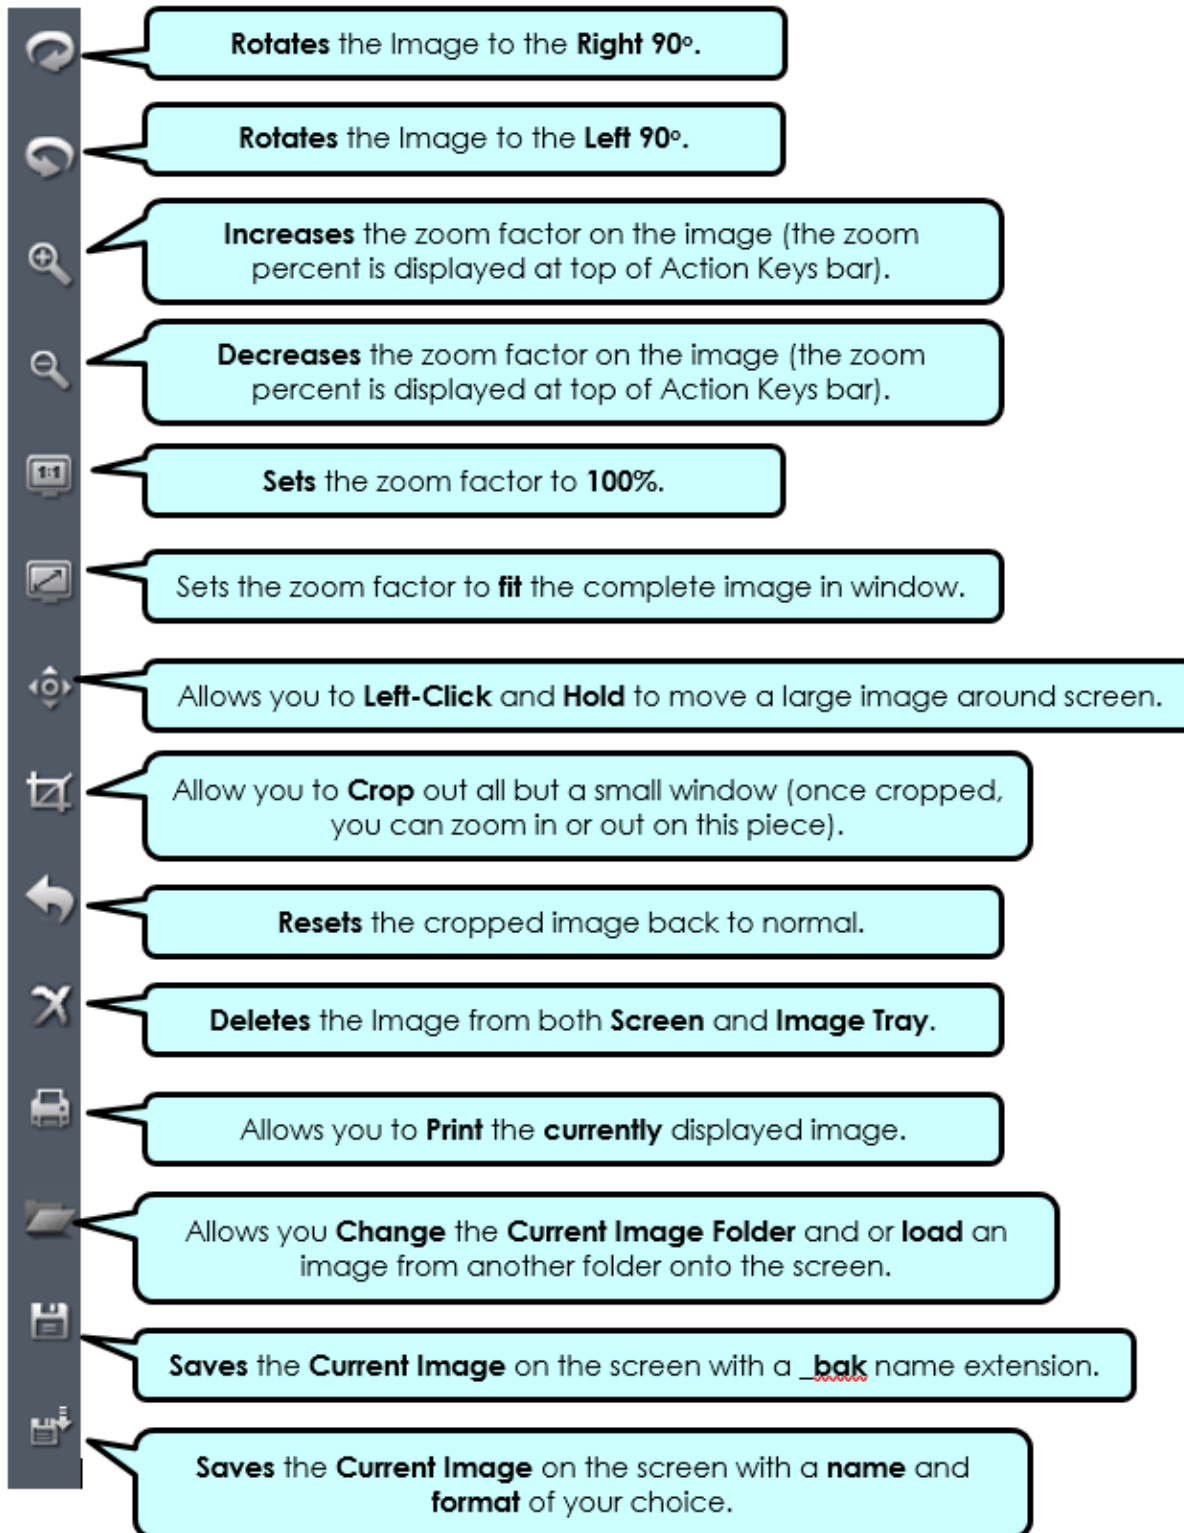 Rotates the Image to the Right 90°.
Rotates the Image to the Left 90°.
Increases the zoom factor on the image (the zoom
percent is displayed at top of Action Keys bar).
Decreases the zoom factor on the image (the zoom
percent is displayed at top of Action Keys bar).
1:1
Sets the zoom factor to 100%.
Sets the zoom factor to fit the complete image in window.
Allows you to Left-Click and Hold to move a large image around screen.
Allow you to Crop out all but a small window (once cropped,
you can zoom in or out on this piece).
Resets the cropped image back to normal.
Deletes the Image from both Screen and Image Tray.
Allows you to Print the currently displayed image.
Allows you Change the Current Image Folder and or load an
image from another folder onto the screen.
Saves the Current Image on the screen with a _bak name extension.
Saves the Current Image on the screen with a name and
format of your choice.